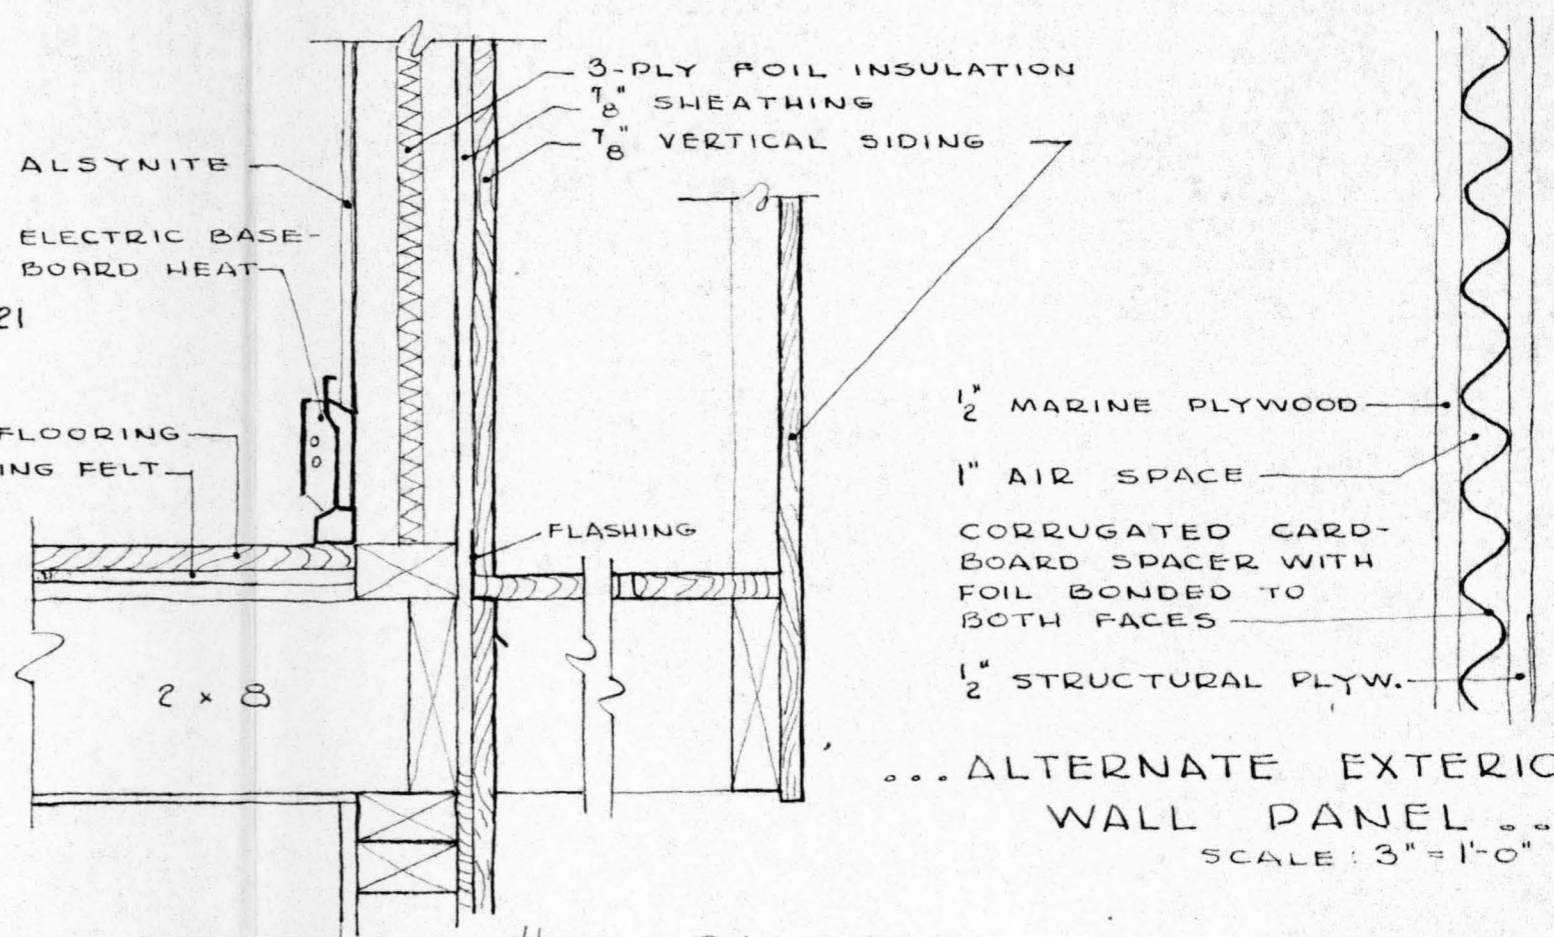 3-PLY FOIL INSULATION
7/8" SHEATHING
7/8" VERTICAL SIDING
ALSYNITE
ELECTRIC BASE-
BOARD HEAT
21
FLOORING
ING FELT
FLASHING
2 x 8
1/2" MARINE PLYWOOD
1" AIR SPACE
CORRUGATED CARD-
BOARD SPACER WITH
FOIL BONDED TO
BOTH FACES
1/2" STRUCTURAL PLYW.
...ALTERNATE EXTERIO
WALL PANEL..
SCALE: 3" = 1'-0"